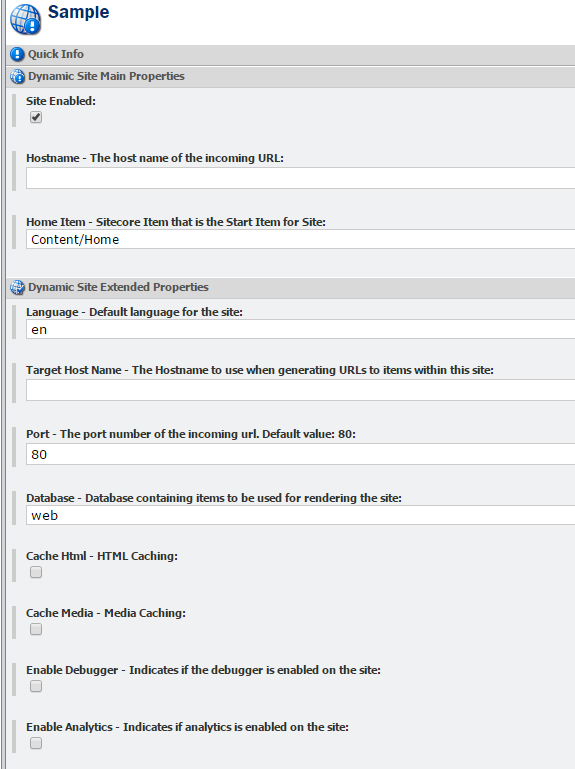 Sample
Quick Info
Dynamic Site Main Properties
Site Enabled:
Hostname - The host name of the incoming URL:
Home Item - Sitecore Item that is the Start Item for Site:
Content/Home
Dynamic Site Extended Properties
Language - Default language for the site:
en
Target Host Name - The Hostname to use when generating URLs to items within this site:
Port - The port number of the incoming url. Default value: 80:
80
Database - Database containing items to be used for rendering the site:
web
Cache Html - HTML Caching:
Cache Media - Media Caching:
Enable Debugger - Indicates if the debugger is enabled on the site:
Enable Analytics - Indicates if analytics is enabled on the site: